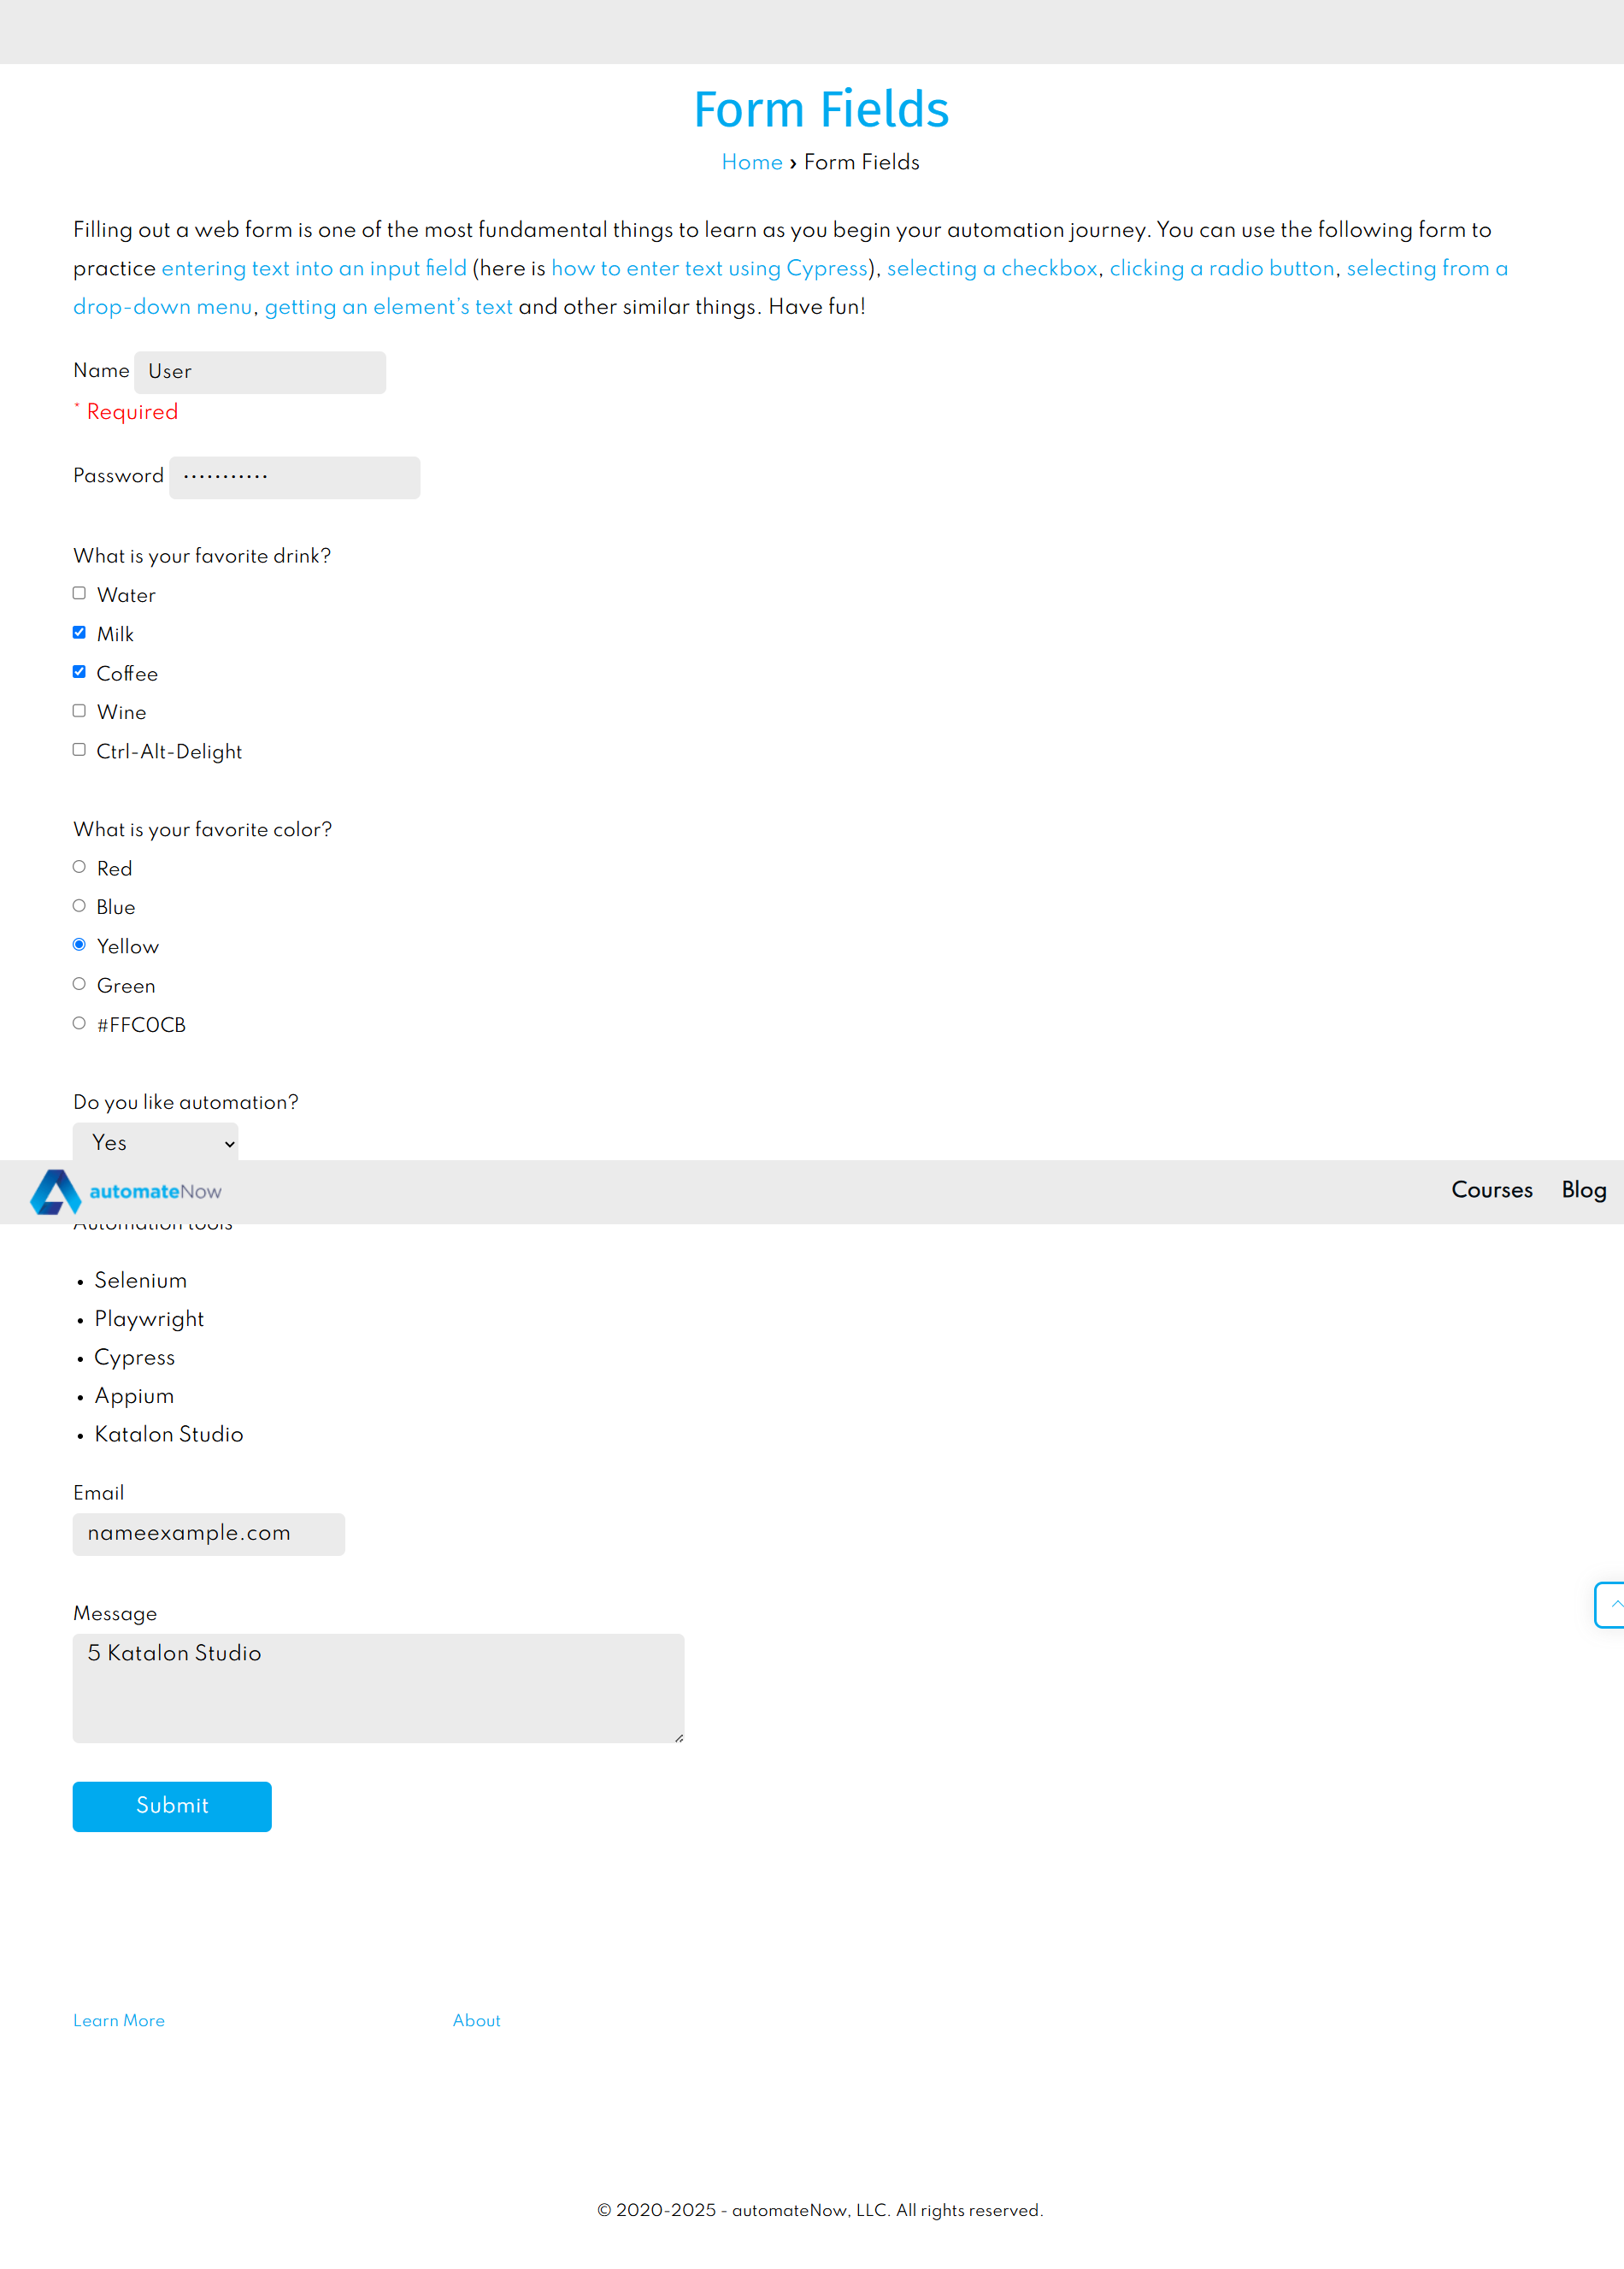 Form Fields
Home › Form Fields
Filling out a web form is one of the most fundamental things to learn as you begin your automation journey. You can use the following form to
practice entering text into an input field (here is how to enter text using Cypress), selecting a checkbox, clicking a radio button, selecting from a
drop-down menu, getting an element’s text and other similar things. Have fun!
Name User
* Required
Password ···········
What is your favorite drink?
Water
Milk
Coffee
Wine
Ctrl-Alt-Delight
What is your favorite color?
Red
Blue
Yellow
Green
#FFC0CB
Do you like automation?
Yes
automateNow Courses Blog
Automation tools
• Selenium
• Playwright
• Cypress
• Appium
• Katalon Studio
Email
nameexample.com
Message
5 Katalon Studio
Submit
Learn More About
© 2020-2025 - automateNow, LLC. All rights reserved.